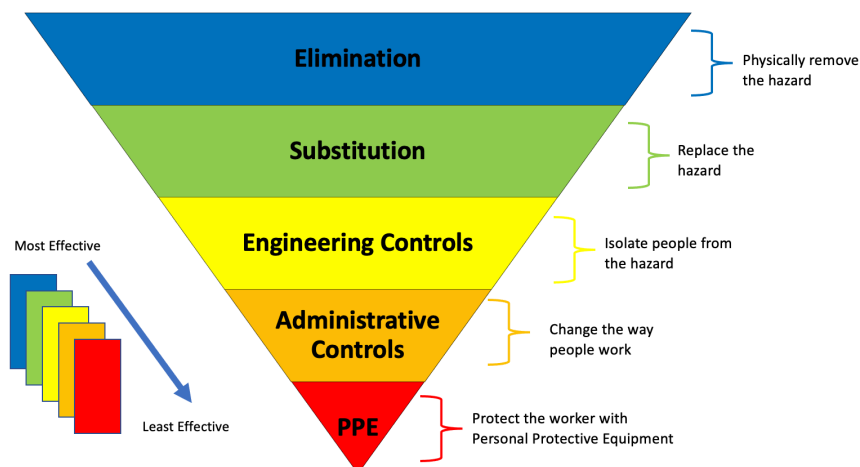 Elimination
Physically remove
the hazard
Substitution
Replace the
hazard
Engineering Controls
Isolate people from
the hazard
Most Effective
Administrative
Controls
Change the way
people work
Least Effective
PPE
Protect the worker with
Personal Protective Equipment